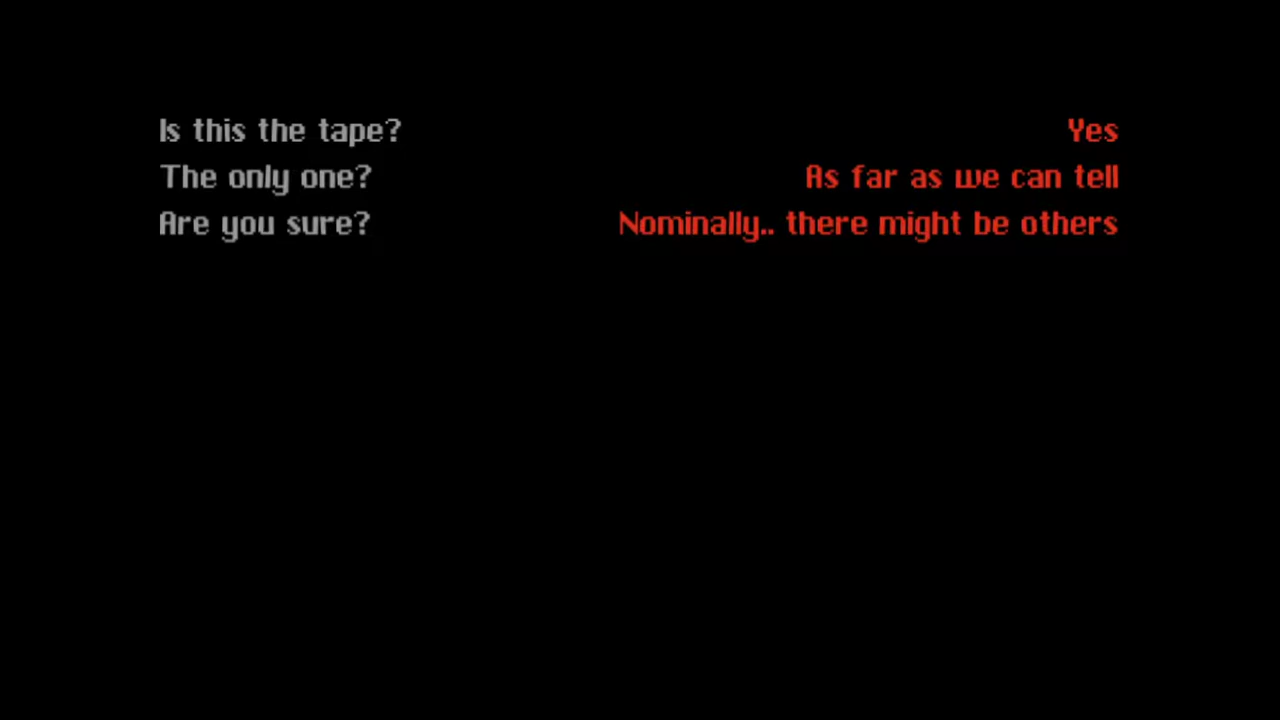 Is this the tape? Yes
The only one? As far as we can tell
Are you sure? Nominally.. there might be others